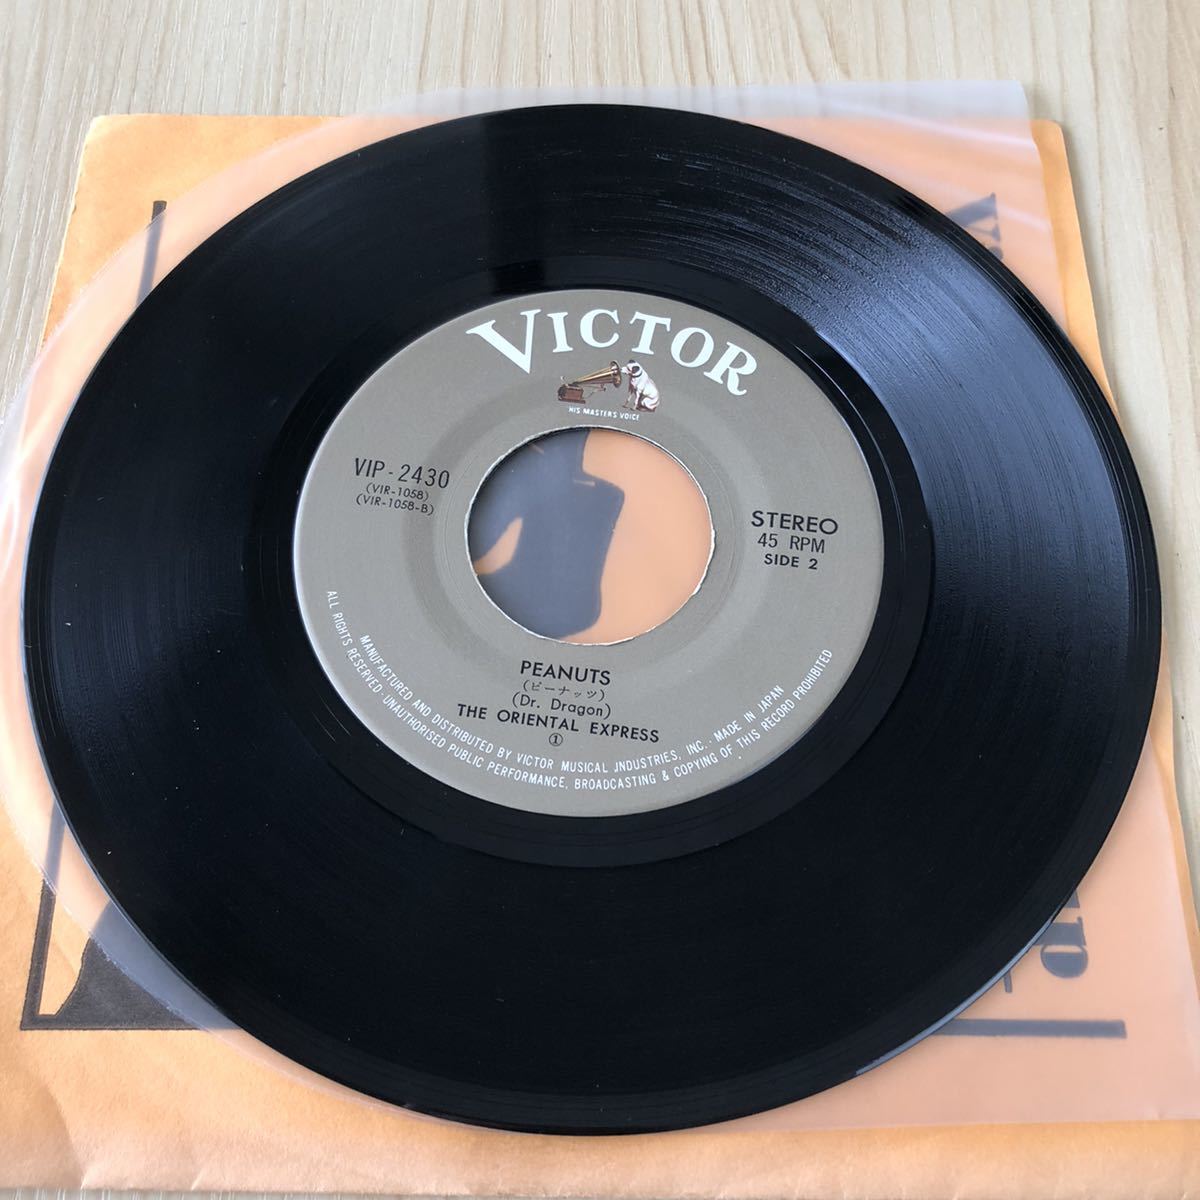 VICTOR
HIS MASTER'S VOICE
VIP-2430
(VIR-1058)
(VIR-1058-B)
STEREO
45 RPM
SIDE 2
PEANUTS
(ピーナッツ)
(Dr. Dragon)
THE ORIENTAL EXPRESS
①
MANUFACTURED AND DISTRIBUTED BY VICTOR MUSICAL JNDUSTRIES, INC. · MADE IN JAPAN
ALL RIGHTS RESERVED · UNAUTHORISED PUBLIC PERFORMANCE, BROADCASTING & COPYING OF THIS RECORD PROHIBITED